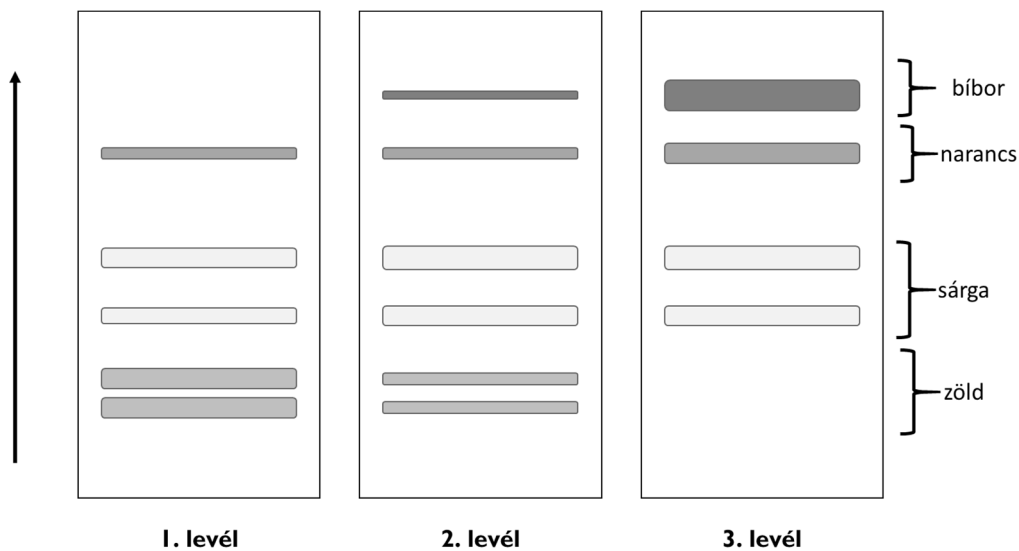 bíbor
narancs
sárga
zöld
1. levél
2. levél
3. levél